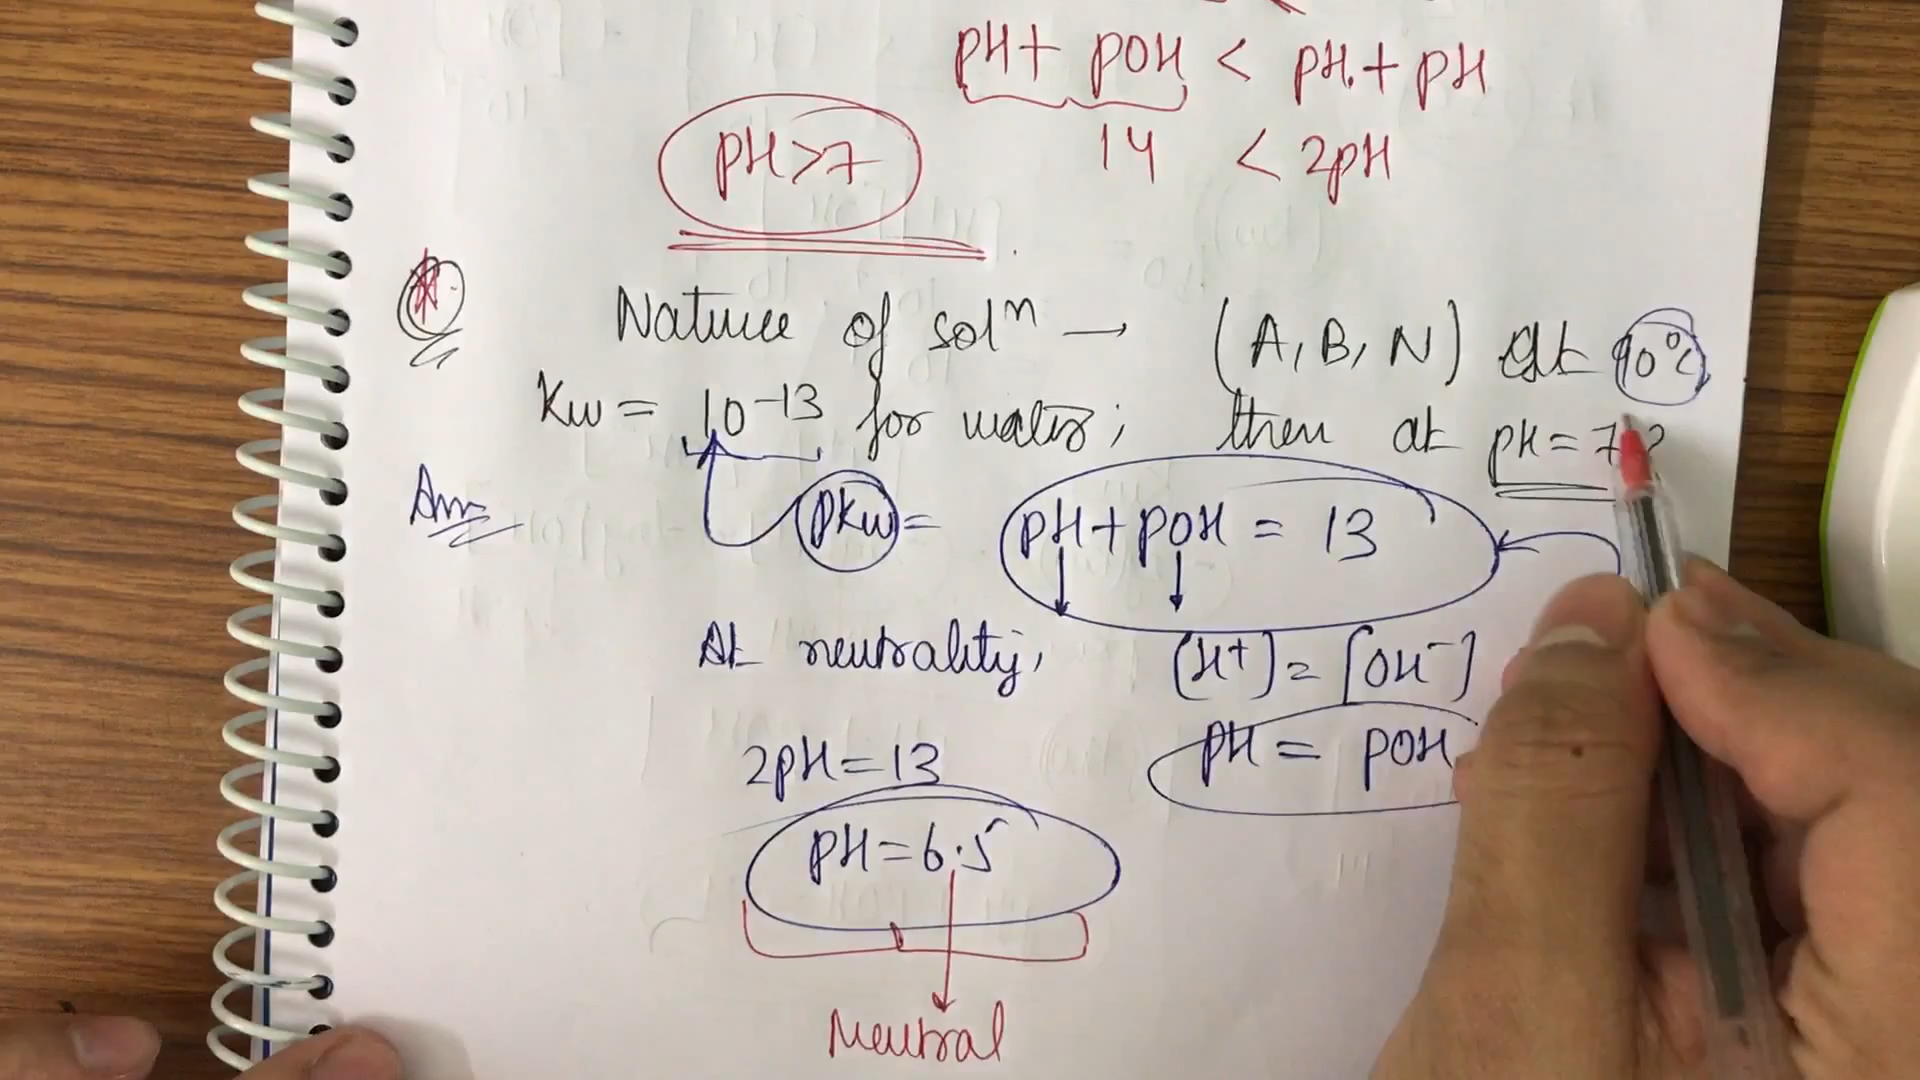 pH + pOH < pH + pH
14 < 2pH
pH > 7
Nature of solⁿ → (A, B, N) at 90°C
Kw = 10⁻¹³ for water; then at pH = 7?
Ans
pKw = pH + pOH = 13
At neutrality, [H⁺] = [OH⁻]
2pH = 13
pH = pOH
pH = 6.5
Neutral